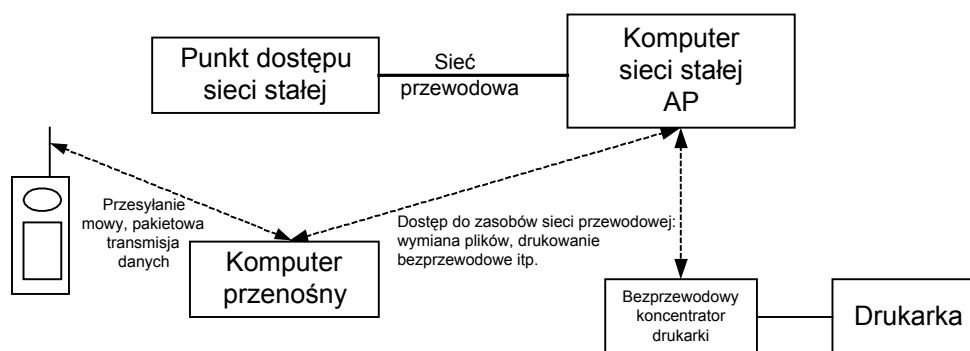 Punkt dostępu
sieci stałej
Sieć
przewodowa
Komputer
sieci stałej
AP
Przesyłanie
mowy, pakietowa
transmisja
danych
Komputer
przenośny
Dostęp do zasobów sieci przewodowej:
wymiana plików, drukowanie
bezprzewodowe itp.
Bezprzewodowy
koncentrator
drukarki
Drukarka